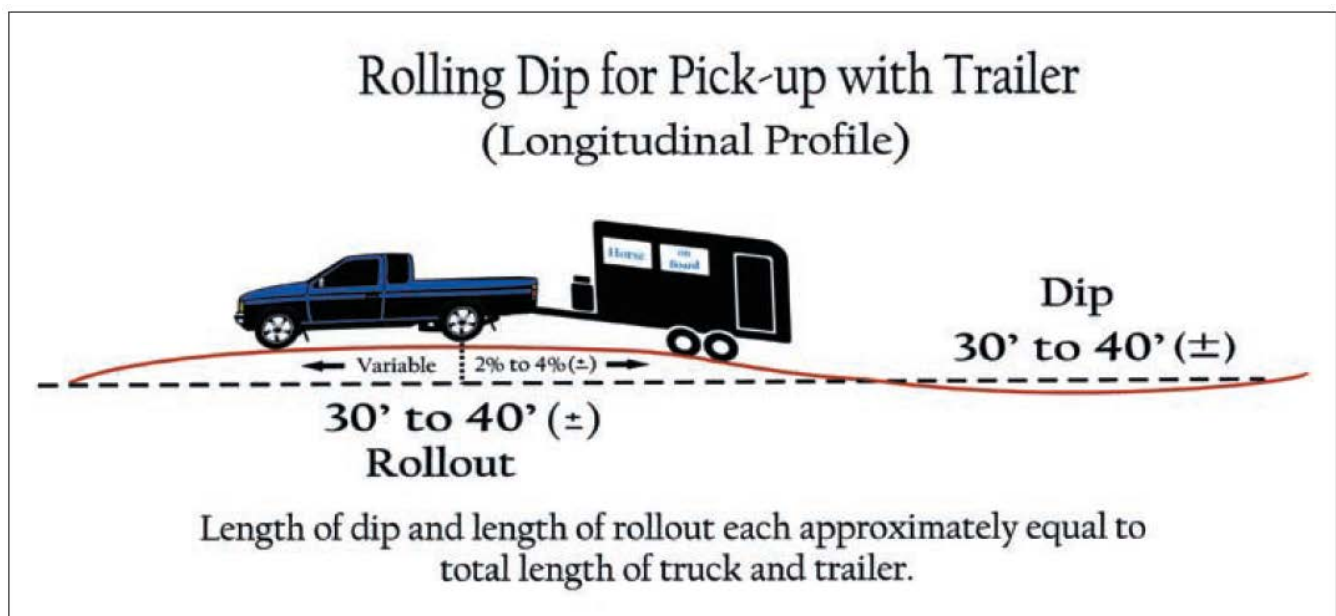 Rolling Dip for Pick-up with Trailer
(Longitudinal Profile)
Horse
on
Board
Dip
30' to 40' (±)
Variable
2% to 4% (±)
30' to 40' (±)
Rollout
Length of dip and length of rollout each approximately equal to
total length of truck and trailer.